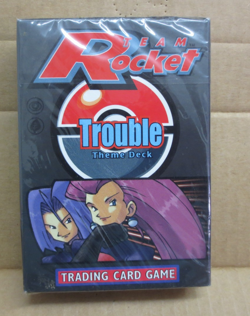 TEAM
Rocket
Trouble
Theme Deck
TRADING CARD GAME